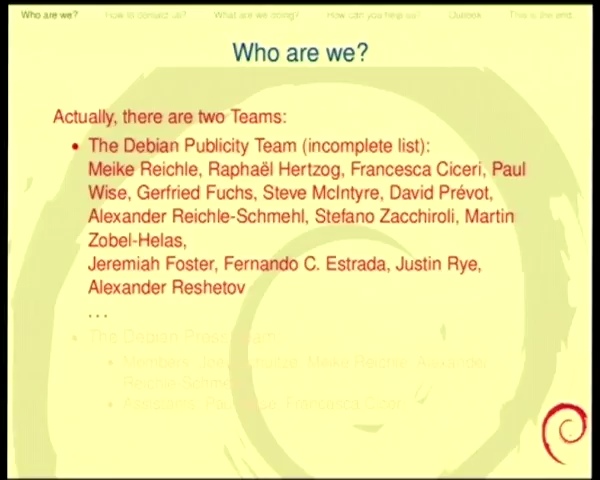 Who are we? How to contact us? What are we doing? How can you help us? Outlook This is the end
Who are we?
Actually, there are two Teams:
• The Debian Publicity Team (incomplete list):
Meike Reichle, Raphaël Hertzog, Francesca Ciceri, Paul
Wise, Gerfried Fuchs, Steve McIntyre, David Prévot,
Alexander Reichle-Schmehl, Stefano Zacchiroli, Martin
Zobel-Helas,
Jeremiah Foster, Fernando C. Estrada, Justin Rye,
Alexander Reshetov
...
• The Debian Press Team
• Members: Meike Reichle, Alexander
Reichle-Schmehl
• Assistants: Paul Wise, Francesca Ciceri